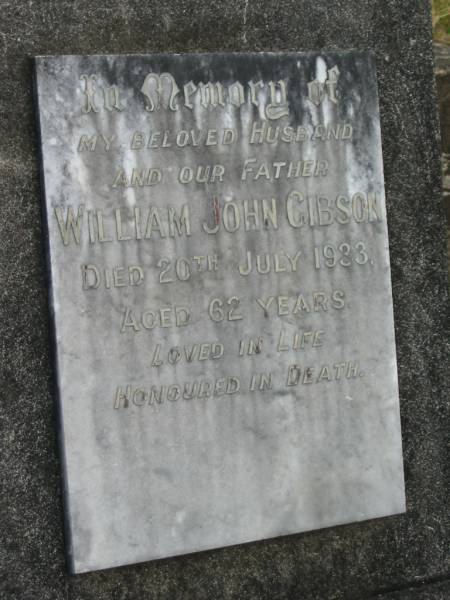 In Memory of
My Beloved Husband
and our Father
William John Gibson
Died 20th July 1933.
Aged 62 years.
Loved in Life
Honoured in Death.